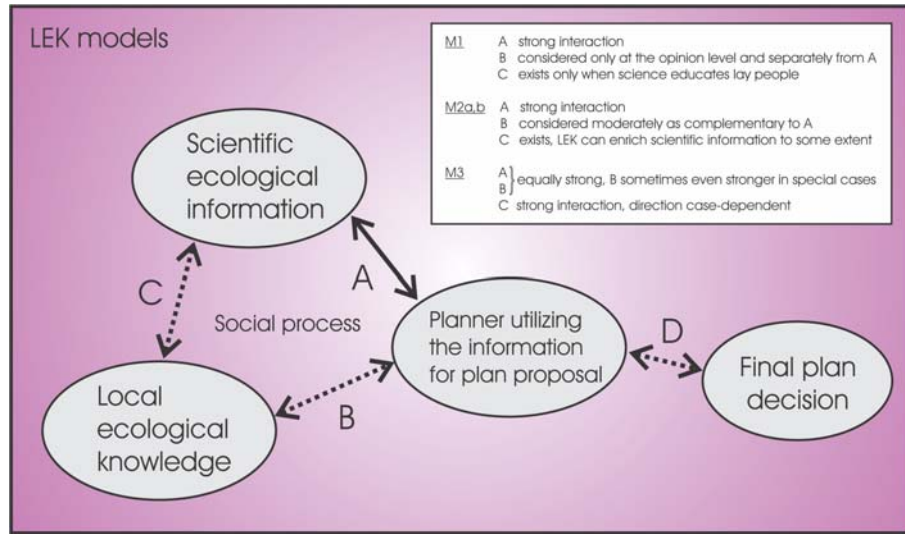 LEK models
M1 A strong interaction
B considered only at the opinion level and separately from A
C exists only when science educates lay people
M2a,b A strong interaction
B considered moderately as complementary to A
C exists, LEK can enrich scientific information to some extent
M3 A
B
equally strong, B sometimes even stronger in special cases
C strong interaction, direction case-dependent
Scientific
ecological
information
A
C
Social process
Planner utilizing
the information
for plan proposal
D
Final plan
decision
Local
ecological
knowledge
B